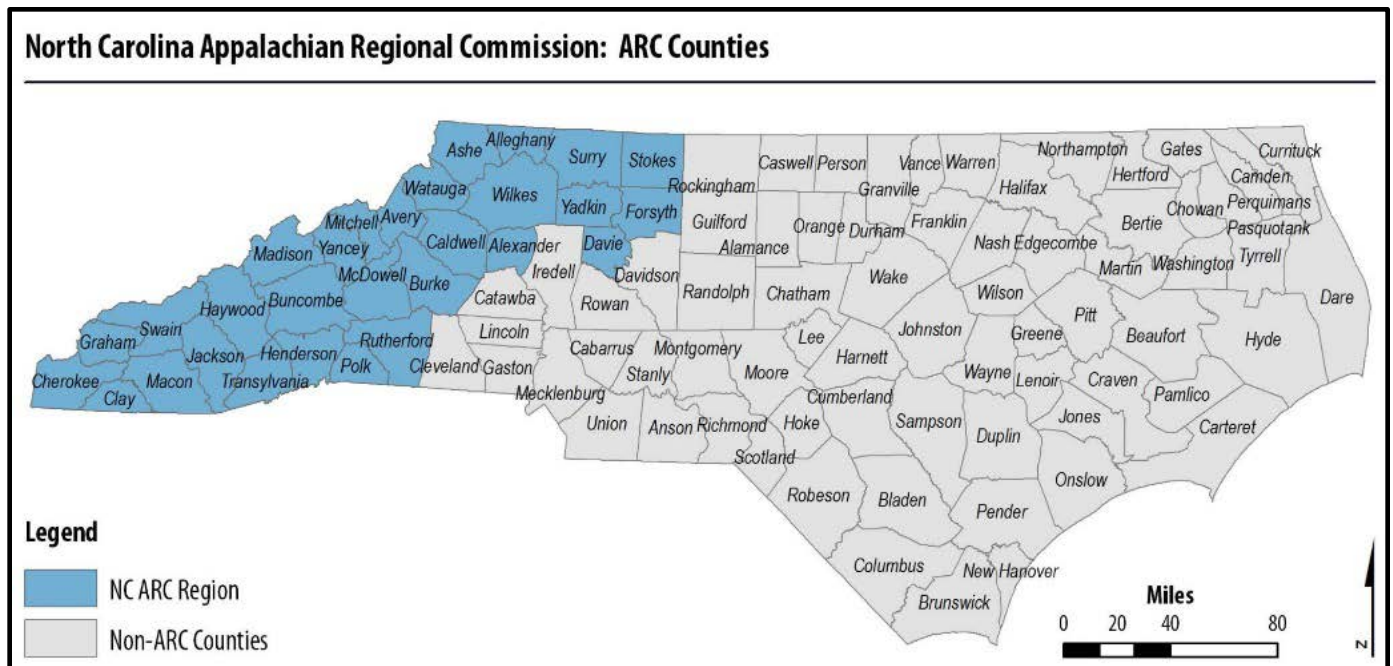 North Carolina Appalachian Regional Commission: ARC Counties
Alleghany
Ashe
Surry
Stokes
Rockingham
Caswell
Person
Granville
Vance
Warren
Northampton
Halifax
Hertford
Gates
Currituck
Camden
Perquimans
Pasquotank
Chowan
Watauga
Wilkes
Yadkin
Forsyth
Guilford
Alamance
Orange
Durham
Franklin
Nash
Edgecombe
Bertie
Martin
Washington
Tyrrell
Dare
Mitchell
Avery
Yancey
Madison
Caldwell
Alexander
Davie
Iredell
Davidson
McDowell
Burke
Catawba
Rowan
Randolph
Chatham
Wake
Wilson
Pitt
Beaufort
Hyde
Haywood
Buncombe
Swain
Graham
Jackson
Henderson
Rutherford
Polk
Lincoln
Cleveland
Gaston
Cabarrus
Stanly
Montgomery
Moore
Lee
Harnett
Johnston
Greene
Wayne
Lenoir
Craven
Pamlico
Cherokee
Clay
Macon
Transylvania
Mecklenburg
Union
Anson
Richmond
Hoke
Scotland
Cumberland
Sampson
Duplin
Jones
Carteret
Onslow
Robeson
Bladen
Pender
Columbus
New Hanover
Brunswick
Legend
NC ARC Region
Non-ARC Counties
Miles
0 20 40 80
N